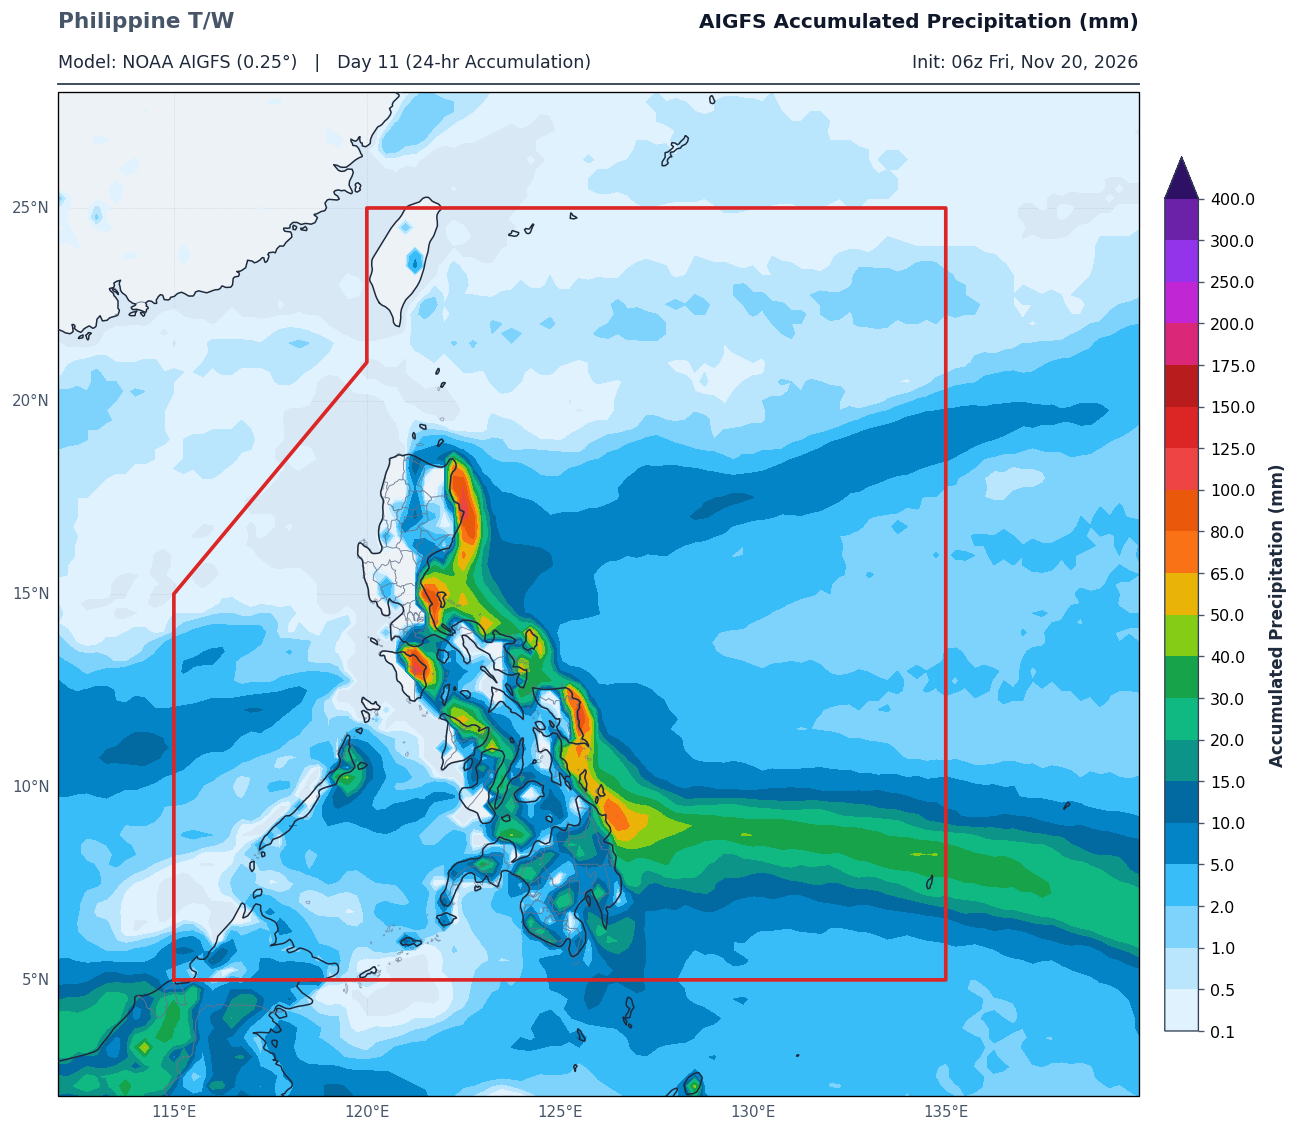 Philippine T/W
AIGFS Accumulated Precipitation (mm)
Model: NOAA AIGFS (0.25°) | Day 11 (24-hr Accumulation)
Init: 06z Fri, Nov 20, 2026
25°N
20°N
15°N
10°N
5°N
115°E
120°E
125°E
130°E
135°E
400.0
300.0
250.0
200.0
175.0
150.0
125.0
100.0
80.0
65.0
50.0
40.0
30.0
20.0
15.0
10.0
5.0
2.0
1.0
0.5
0.1
Accumulated Precipitation (mm)